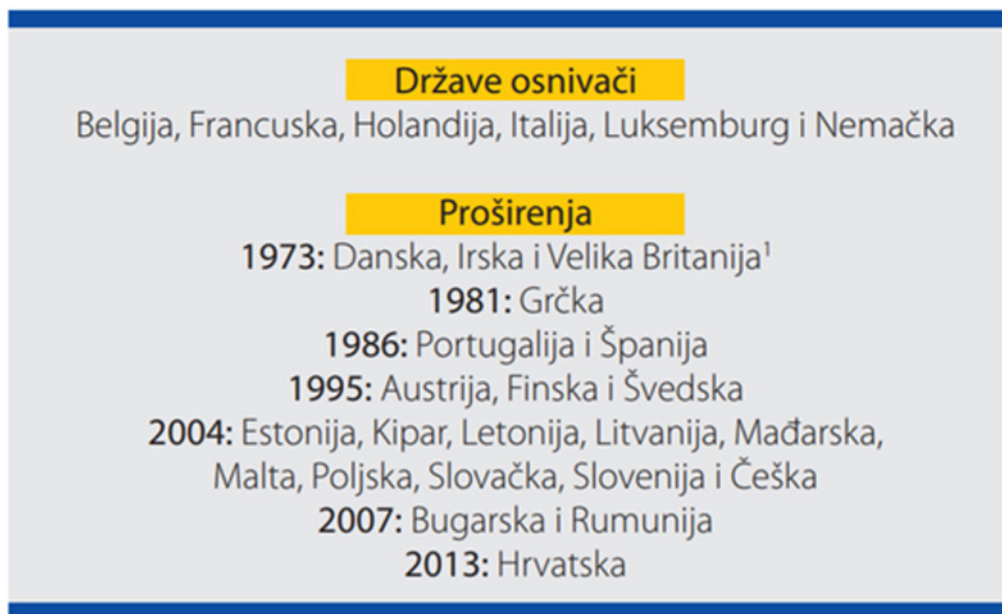 Države osnivači
Belgija, Francuska, Holandija, Italija, Luksemburg i Nemačka
Proširenja
1973: Danska, Irska i Velika Britanija¹
1981: Grčka
1986: Portugalija i Španija
1995: Austrija, Finska i Švedska
2004: Estonija, Kipar, Letonija, Litvanija, Mađarska,
Malta, Poljska, Slovačka, Slovenija i Češka
2007: Bugarska i Rumunija
2013: Hrvatska